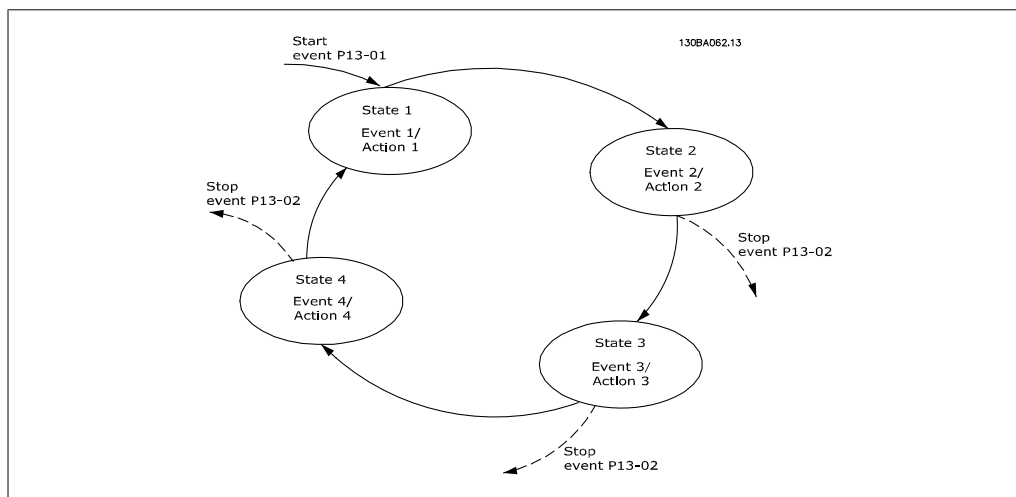 Start
event P13-01
130BA062.13
State 1
Event 1/
Action 1
State 2
Event 2/
Action 2
Stop
event P13-02
Stop
event P13-02
State 4
Event 4/
Action 4
State 3
Event 3/
Action 3
Stop
event P13-02